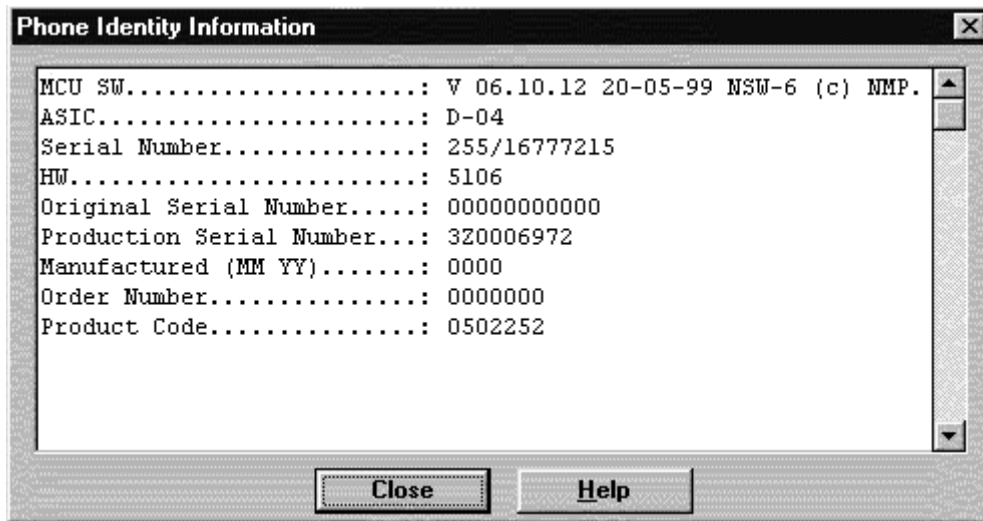 Phone Identity Information
MCU SW.....................: V 06.10.12 20-05-99 NSW-6 (c) NMP.
ASIC.......................: D-04
Serial Number..............: 255/16777215
HW.........................: 5106
Original Serial Number.....: 00000000000
Production Serial Number...: 3Z0006972
Manufactured (MM YY).......: 0000
Order Number...............: 0000000
Product Code...............: 0502252
Close Help